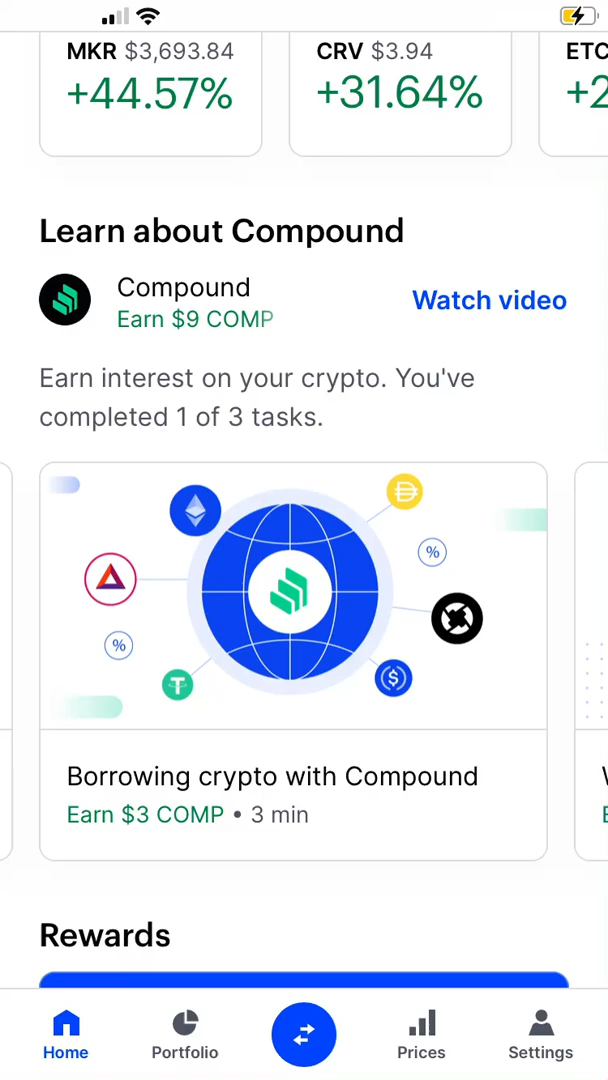 MKR $3,693.84
+44.57%
CRV $3.94
+31.64%
ETC
+2
Learn about Compound
Compound
Earn $9 COMP
Watch video
Earn interest on your crypto. You've
completed 1 of 3 tasks.
%
%
Borrowing crypto with Compound
Earn $3 COMP • 3 min
Rewards
Home
Portfolio
Prices
Settings